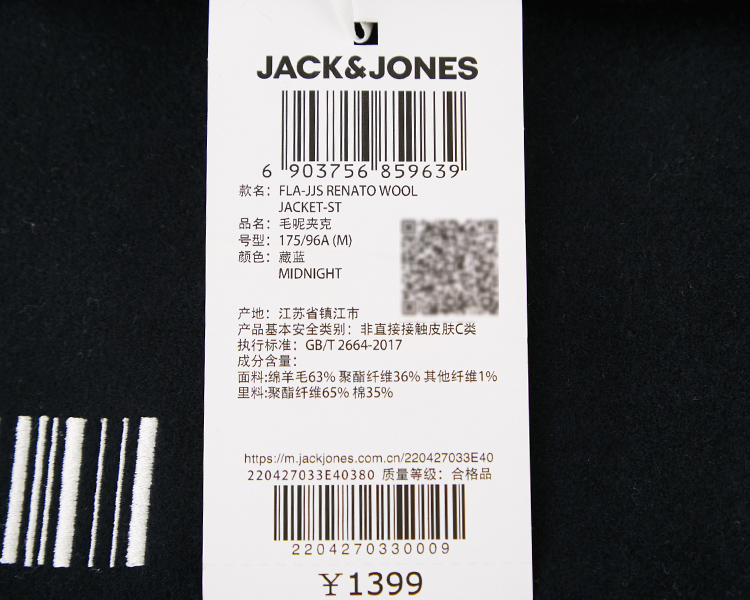 JACK&JONES
6 903756 859639
款名: FLA-JJS RENATO WOOL
JACKET-ST
品名: 毛呢夹克
号型: 175/96A (M)
颜色: 藏蓝
MIDNIGHT
产地: 江苏省镇江市
产品基本安全类别: 非直接接触皮肤C类
执行标准: GB/T 2664-2017
成分含量:
面料:绵羊毛63% 聚酯纤维36% 其他纤维1%
里料:聚酯纤维65% 棉35%
https://m.jackjones.com.cn/220427033E40
220427033E40380 质量等级: 合格品
2204270330009
￥1399